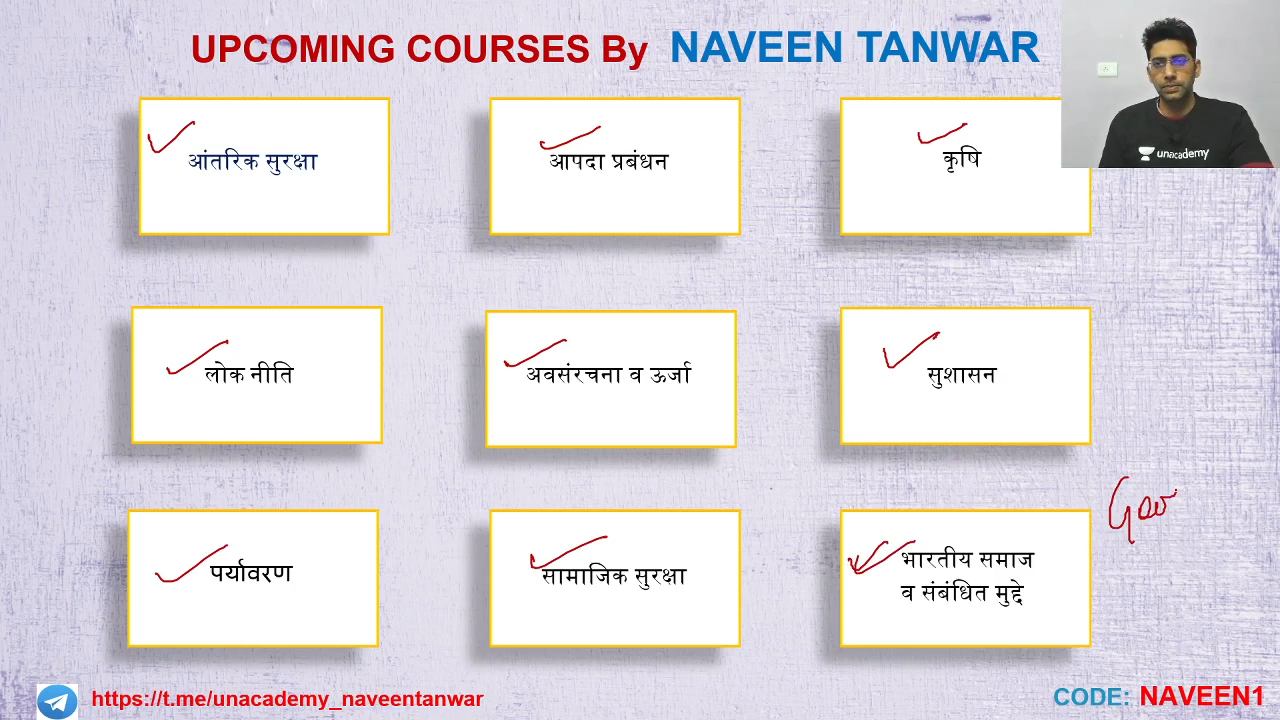 UPCOMING COURSES By NAVEEN TANWAR
unacademy
आंतरिक सुरक्षा
आपदा प्रबंधन
कृषि
लोक नीति
अवसंरचना व ऊर्जा
सुशासन
पर्यावरण
सामाजिक सुरक्षा
भारतीय समाज
व संबंधित मुद्दे
https://t.me/unacademy_naveentanwar
CODE: NAVEEN1